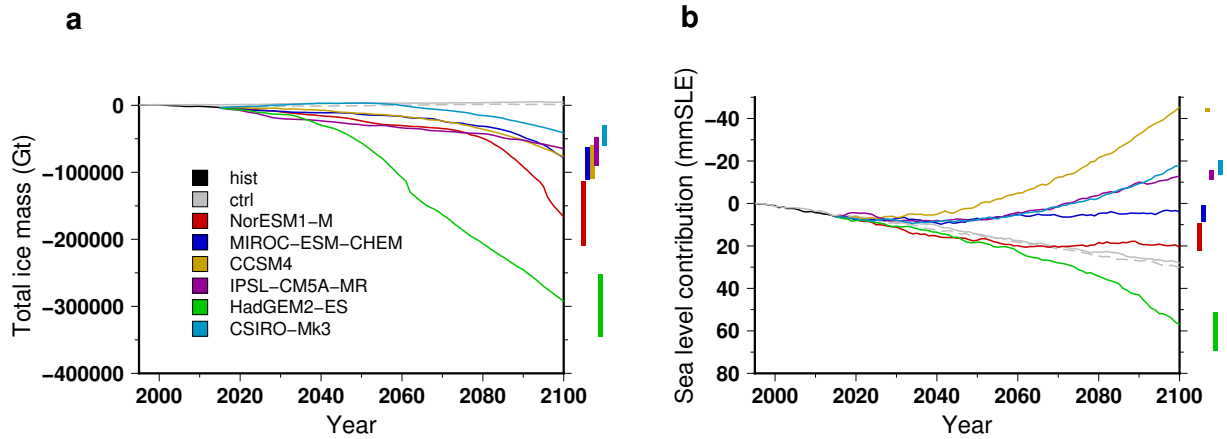 a
Total ice mass (Gt)
0
−100000
−200000
−300000
−400000
hist
ctrl
NorESM1−M
MIROC−ESM−CHEM
CCSM4
IPSL−CM5A−MR
HadGEM2−ES
CSIRO−Mk3
2000 2020 2040 2060 2080 2100
Year
b
Sea level contribution (mmSLE)
−40
−20
0
20
40
60
80
2000 2020 2040 2060 2080 2100
Year